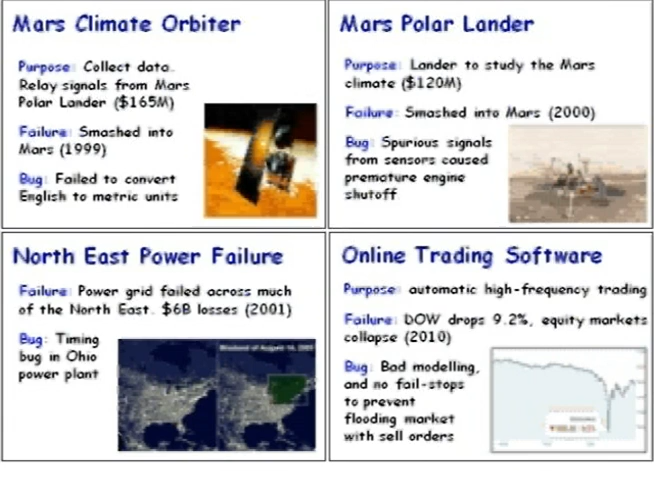 Mars Climate Orbiter
Purpose: Collect data.
Relay signals from Mars
Polar Lander ($165M)
Failure: Smashed into
Mars (1999)
Bug: Failed to convert
English to metric units
Mars Polar Lander
Purpose: Lander to study the Mars
climate ($120M)
Failure: Smashed into Mars (2000)
Bug: Spurious signals
from sensors caused
premature engine
shutoff
North East Power Failure
Failure: Power grid failed across much
of the North East. $6B losses (2001)
Bug: Timing
bug in Ohio
power plant
Online Trading Software
Purpose: automatic high-frequency trading
Failure: DOW drops 9.2%, equity markets
collapse (2010)
Bug: Bad modelling,
and no fail-stops
to prevent
flooding market
with sell orders